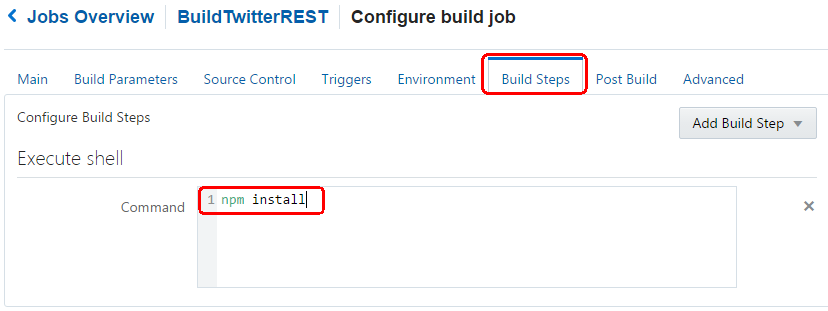 Jobs Overview BuildTwitterREST Configure build job
Main Build Parameters Source Control Triggers Environment Build Steps Post Build Advanced
Configure Build Steps
Add Build Step
Execute shell
Command 1 npm install